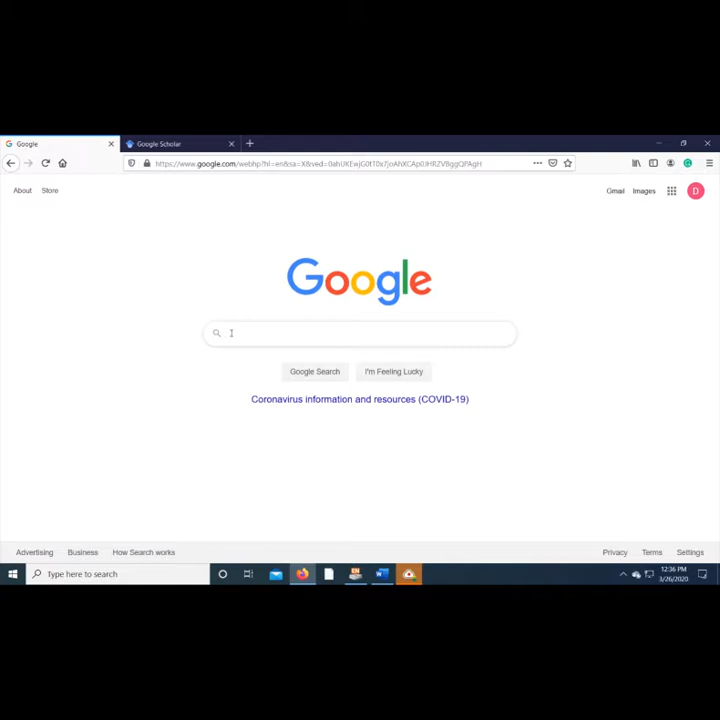 Google
Google Scholar
https://www.google.com/webhp?hl=en&sa=X&ved=0ahUKEwjG0tT0x7joAhXCAp0JHRZVBggQPAgH
About
Store
Gmail
Images
D
Google
Google Search
I'm Feeling Lucky
Coronavirus information and resources (COVID-19)
Advertising
Business
How Search works
Privacy
Terms
Settings
Type here to search
12:36 PM
3/26/2020